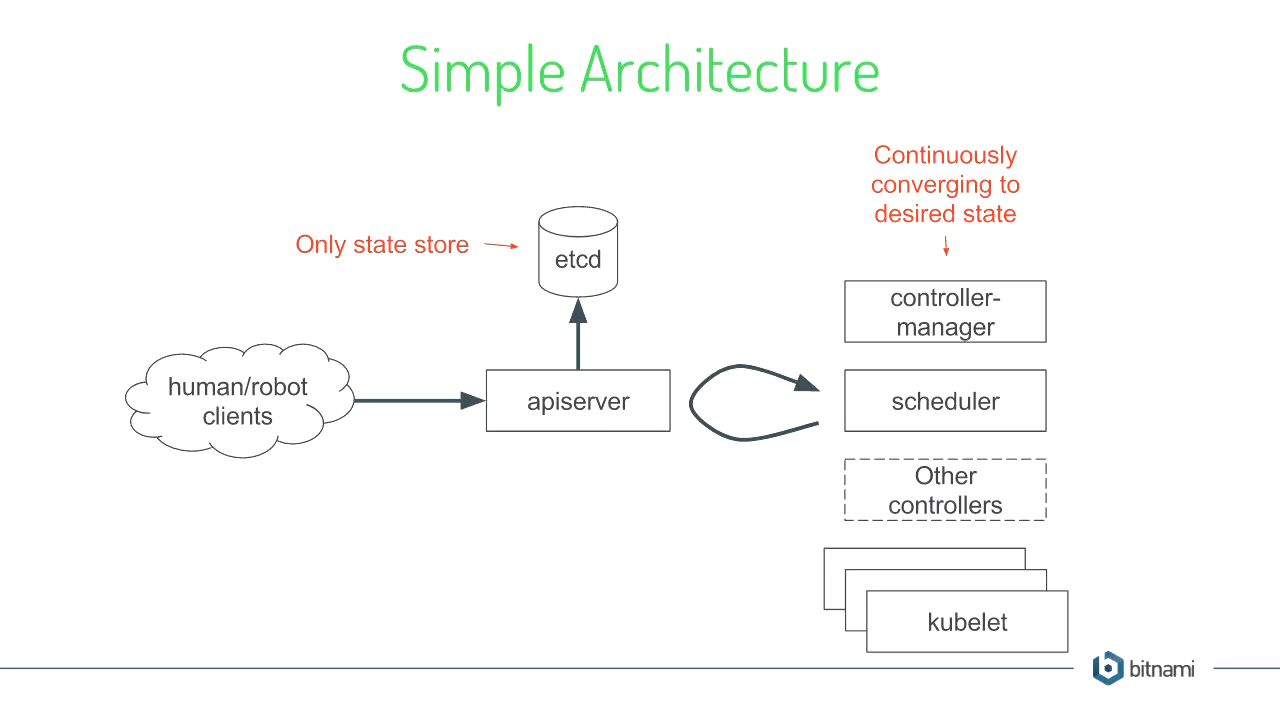 Simple Architecture
Continuously
converging to
desired state
Only state store
etcd
controller-
manager
human/robot
clients
apiserver
scheduler
Other
controllers
kubelet
bitnami